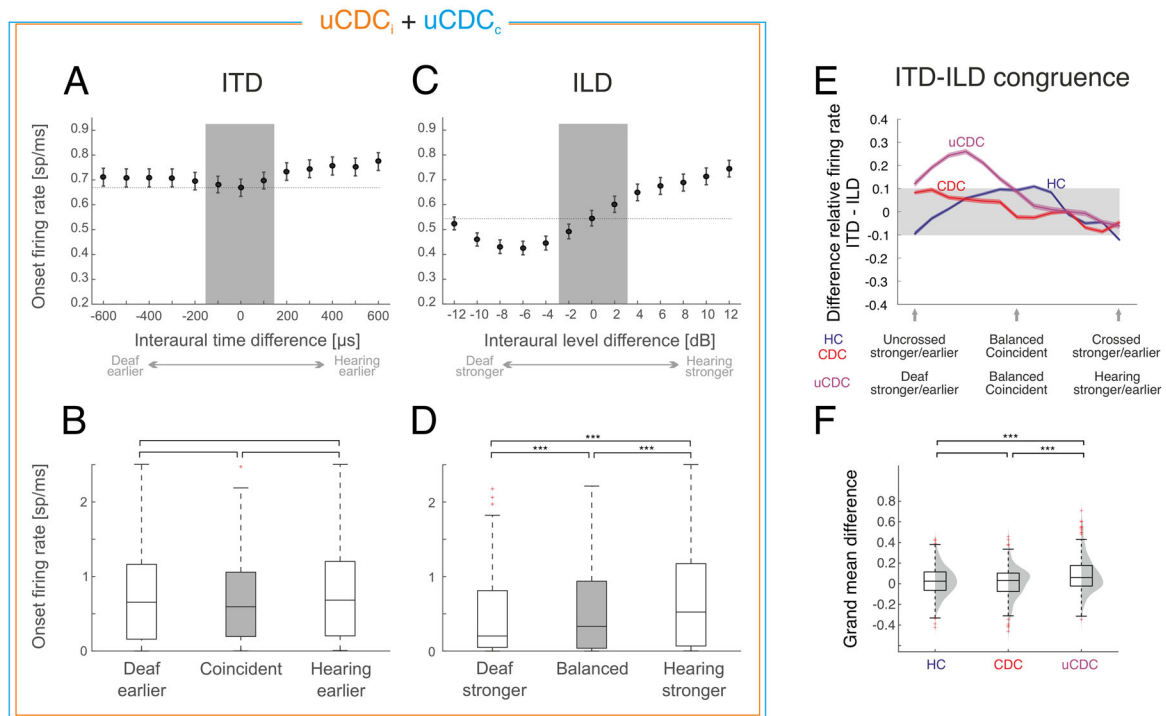 uCDCi + uCDCc
A ITD
Onset firing rate [sp/ms]
0.9
0.8
0.7
0.6
0.5
0.4
0.3
0.2
-600 -400 -200 0 200 400 600
Interaural time difference [µs]
Deaf earlier
Hearing earlier
C ILD
0.9
0.8
0.7
0.6
0.5
0.4
0.3
0.2
-12 -10 -8 -6 -4 -2 0 2 4 6 8 10 12
Interaural level difference [dB]
Deaf stronger
Hearing stronger
B
Onset firing rate [sp/ms]
2
1
0
Deaf earlier
Coincident
Hearing earlier
D
*** *** ***
2
1
0
Deaf stronger
Balanced
Hearing stronger
E ITD-ILD congruence
Difference relative firing rate
ITD - ILD
0.4
0.3
0.2
0.1
0
-0.1
-0.2
-0.3
-0.4
uCDC
CDC
HC
HC
CDC
Uncrossed stronger/earlier
Balanced Coincident
Crossed stronger/earlier
uCDC
Deaf stronger/earlier
Balanced Coincident
Hearing stronger/earlier
F
*** ***
Grand mean difference
0.8
0.6
0.4
0.2
0
-0.2
-0.4
HC CDC uCDC